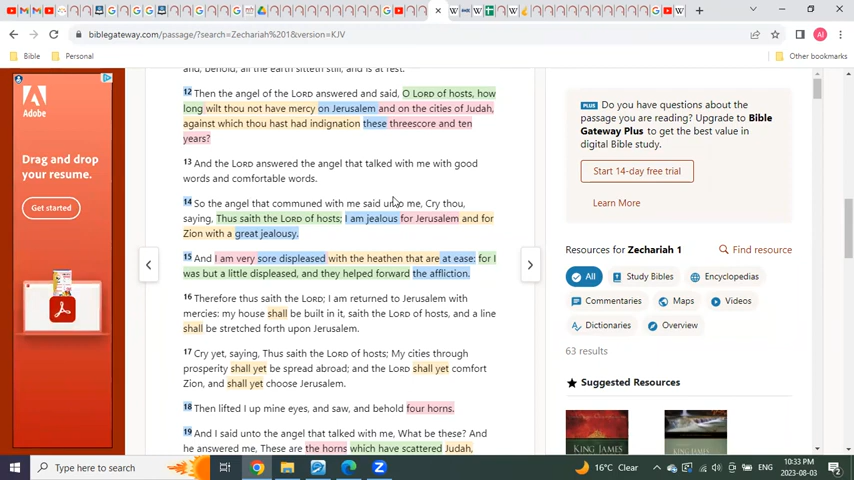 biblegateway.com/passage/?search=Zechariah%201&version=KJV
AI
Bible
Personal
Other bookmarks
and, behold, all the earth sitteth still, and is at rest.
12 Then the angel of the LORD answered and said, O LORD of hosts, how
long wilt thou not have mercy on Jerusalem and on the cities of Judah,
against which thou hast had indignation these threescore and ten
years?
13 And the LORD answered the angel that talked with me with good
words and comfortable words.
14 So the angel that communed with me said unto me, Cry thou,
saying, Thus saith the LORD of hosts; I am jealous for Jerusalem and for
Zion with a great jealousy.
15 And I am very sore displeased with the heathen that are at ease: for I
was but a little displeased, and they helped forward the affliction.
16 Therefore thus saith the LORD; I am returned to Jerusalem with
mercies: my house shall be built in it, saith the LORD of hosts, and a line
shall be stretched forth upon Jerusalem.
17 Cry yet, saying, Thus saith the LORD of hosts; My cities through
prosperity shall yet be spread abroad; and the LORD shall yet comfort
Zion, and shall yet choose Jerusalem.
18 Then lifted I up mine eyes, and saw, and behold four horns.
19 And I said unto the angel that talked with me, What be these? And
he answered me, These are the horns which have scattered Judah,
Adobe
Drag and
drop your
resume.
Get started
PLUS Do you have questions about the
passage you are reading? Upgrade to Bible
Gateway Plus to get the best value in
digital Bible study.
Start 14-day free trial
Learn More
Resources for Zechariah 1
Find resource
All
Study Bibles
Encyclopedias
Commentaries
Maps
Videos
Dictionaries
Overview
63 results
Suggested Resources
KING JAMES
Type here to search
16°C Clear
ENG
10:33 PM
2023-08-03
2